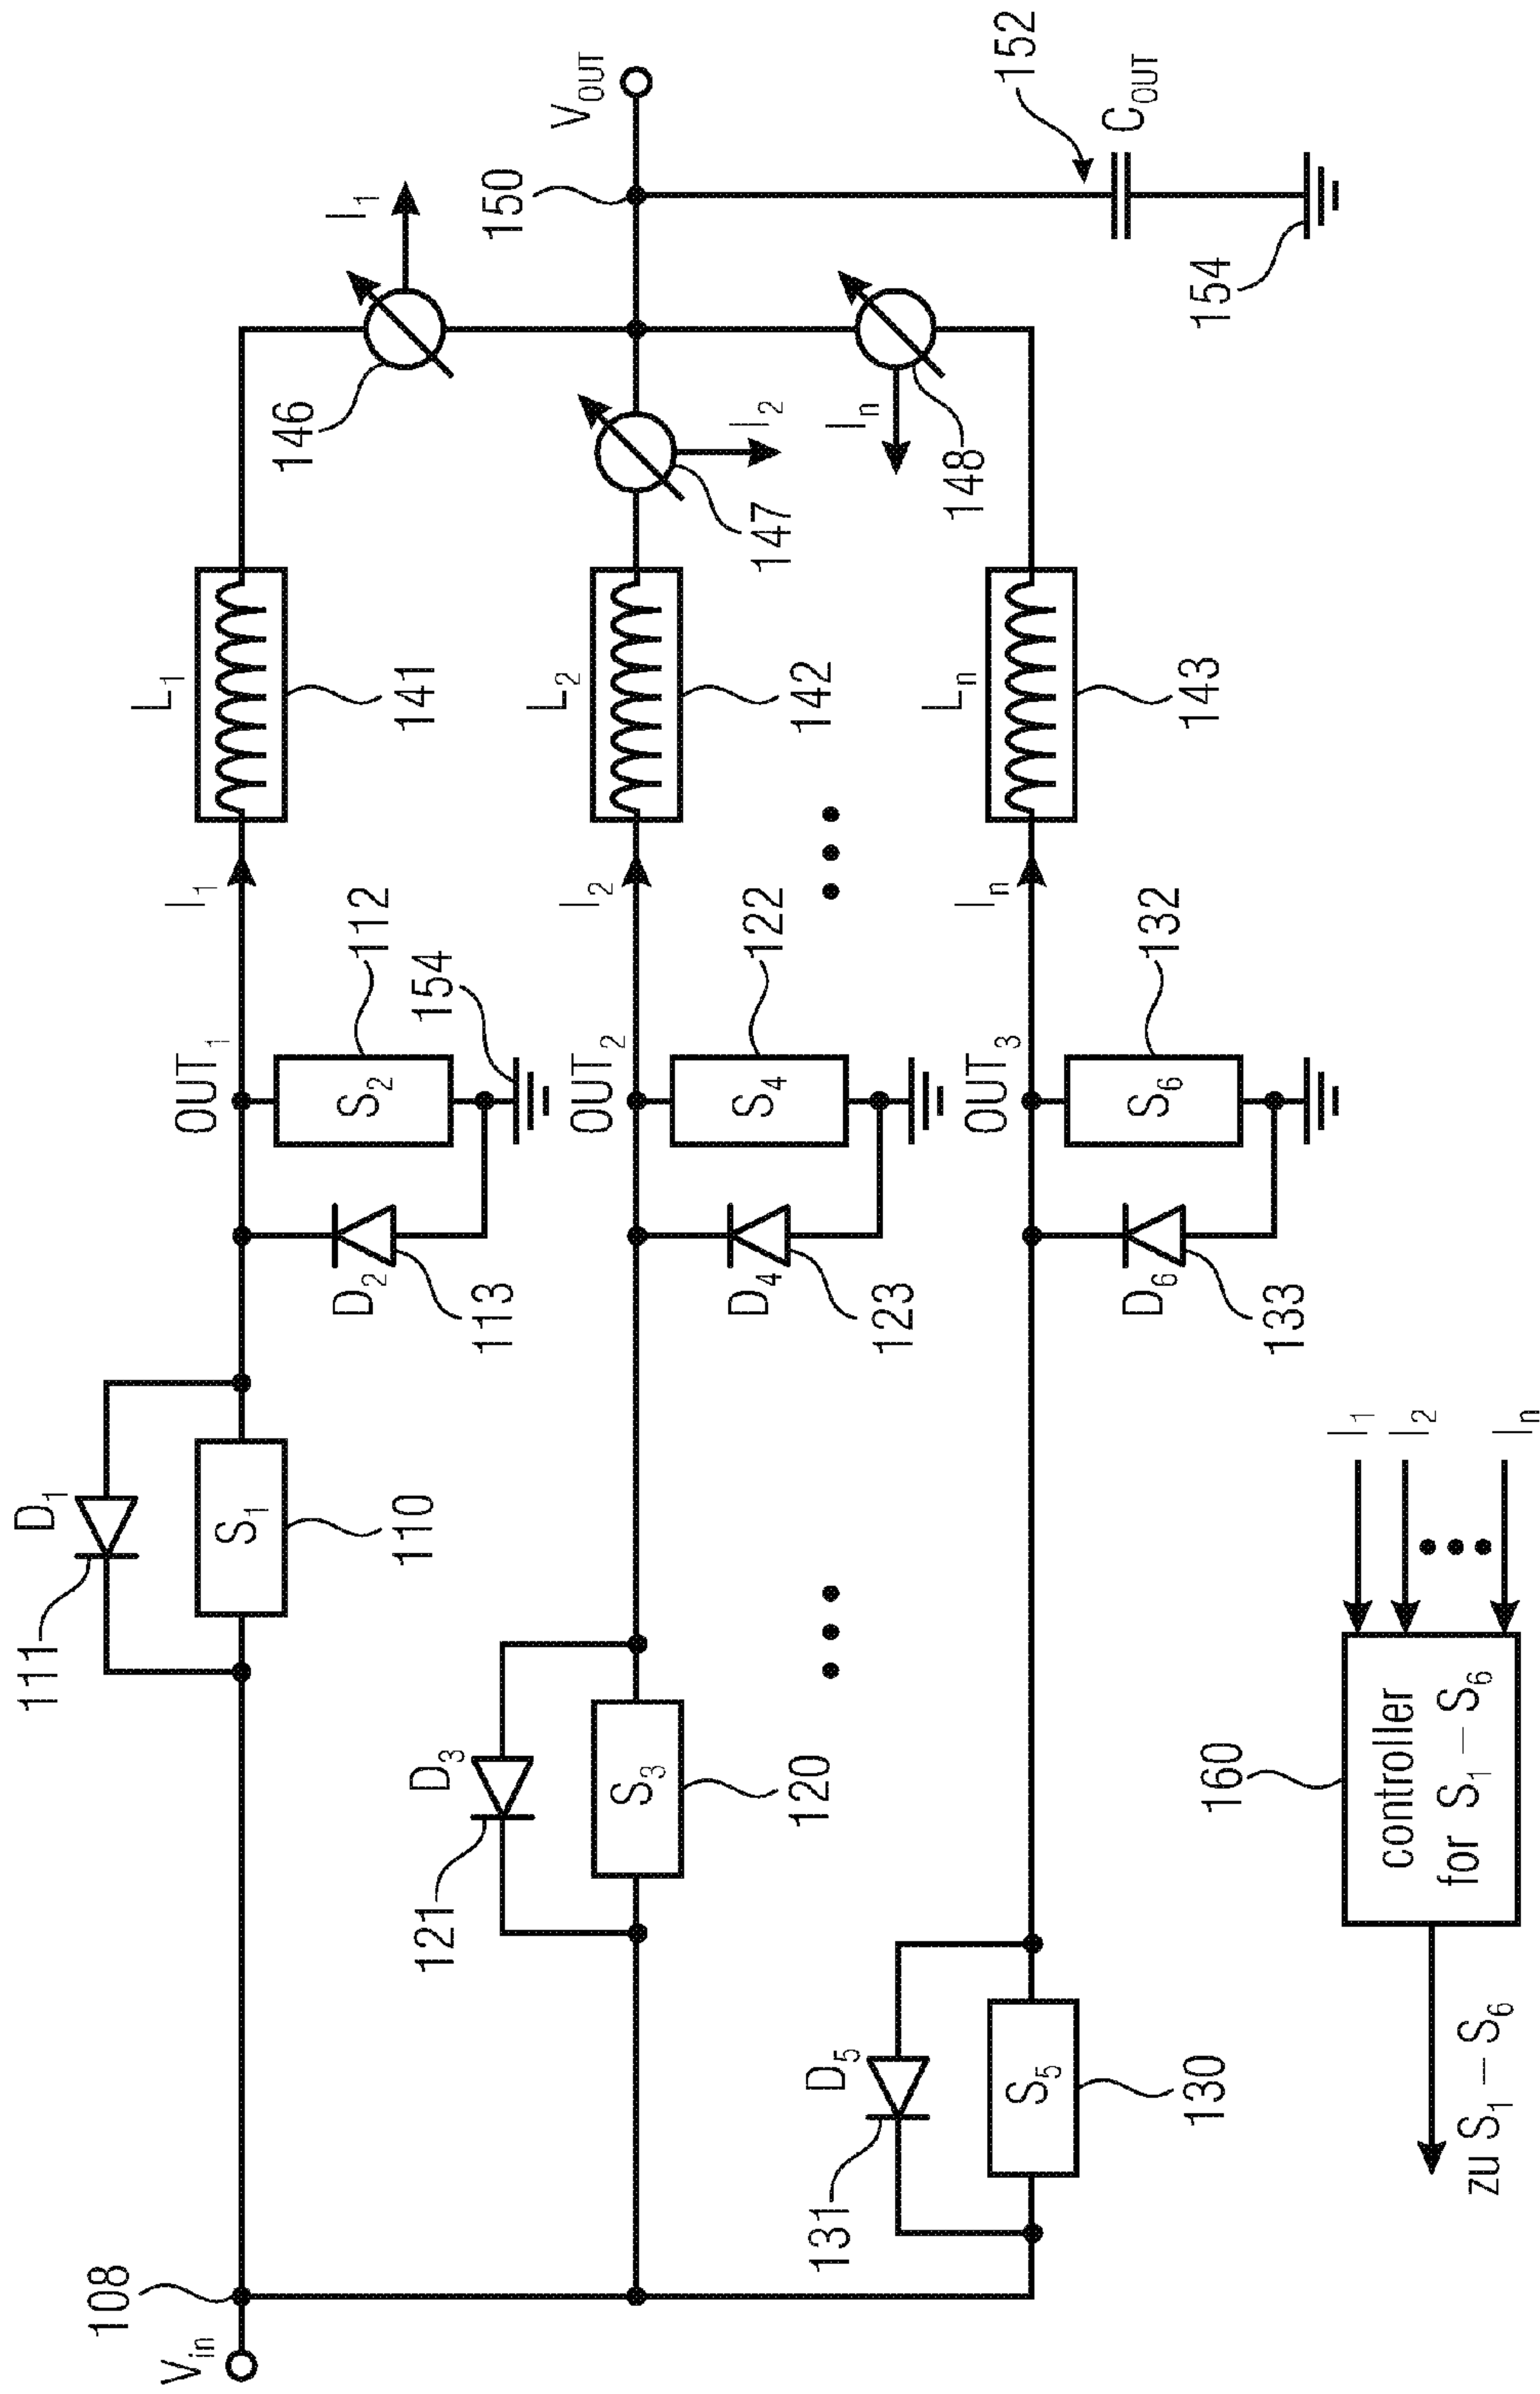 V_in
108
111
D_1
S_1
110
D_2
113
OUT_1
S_2
112
154
I_1
L_1
141
146
I_1
150
V_OUT
152
C_OUT
154
121
D_3
S_3
120
D_4
123
OUT_2
S_4
122
I_2
L_2
142
147
I_2
131
D_5
S_5
130
D_6
133
OUT_3
S_6
132
I_n
L_n
143
148
I_n
160
controller
for S_1 – S_6
I_1
I_2
I_n
zu S_1 – S_6